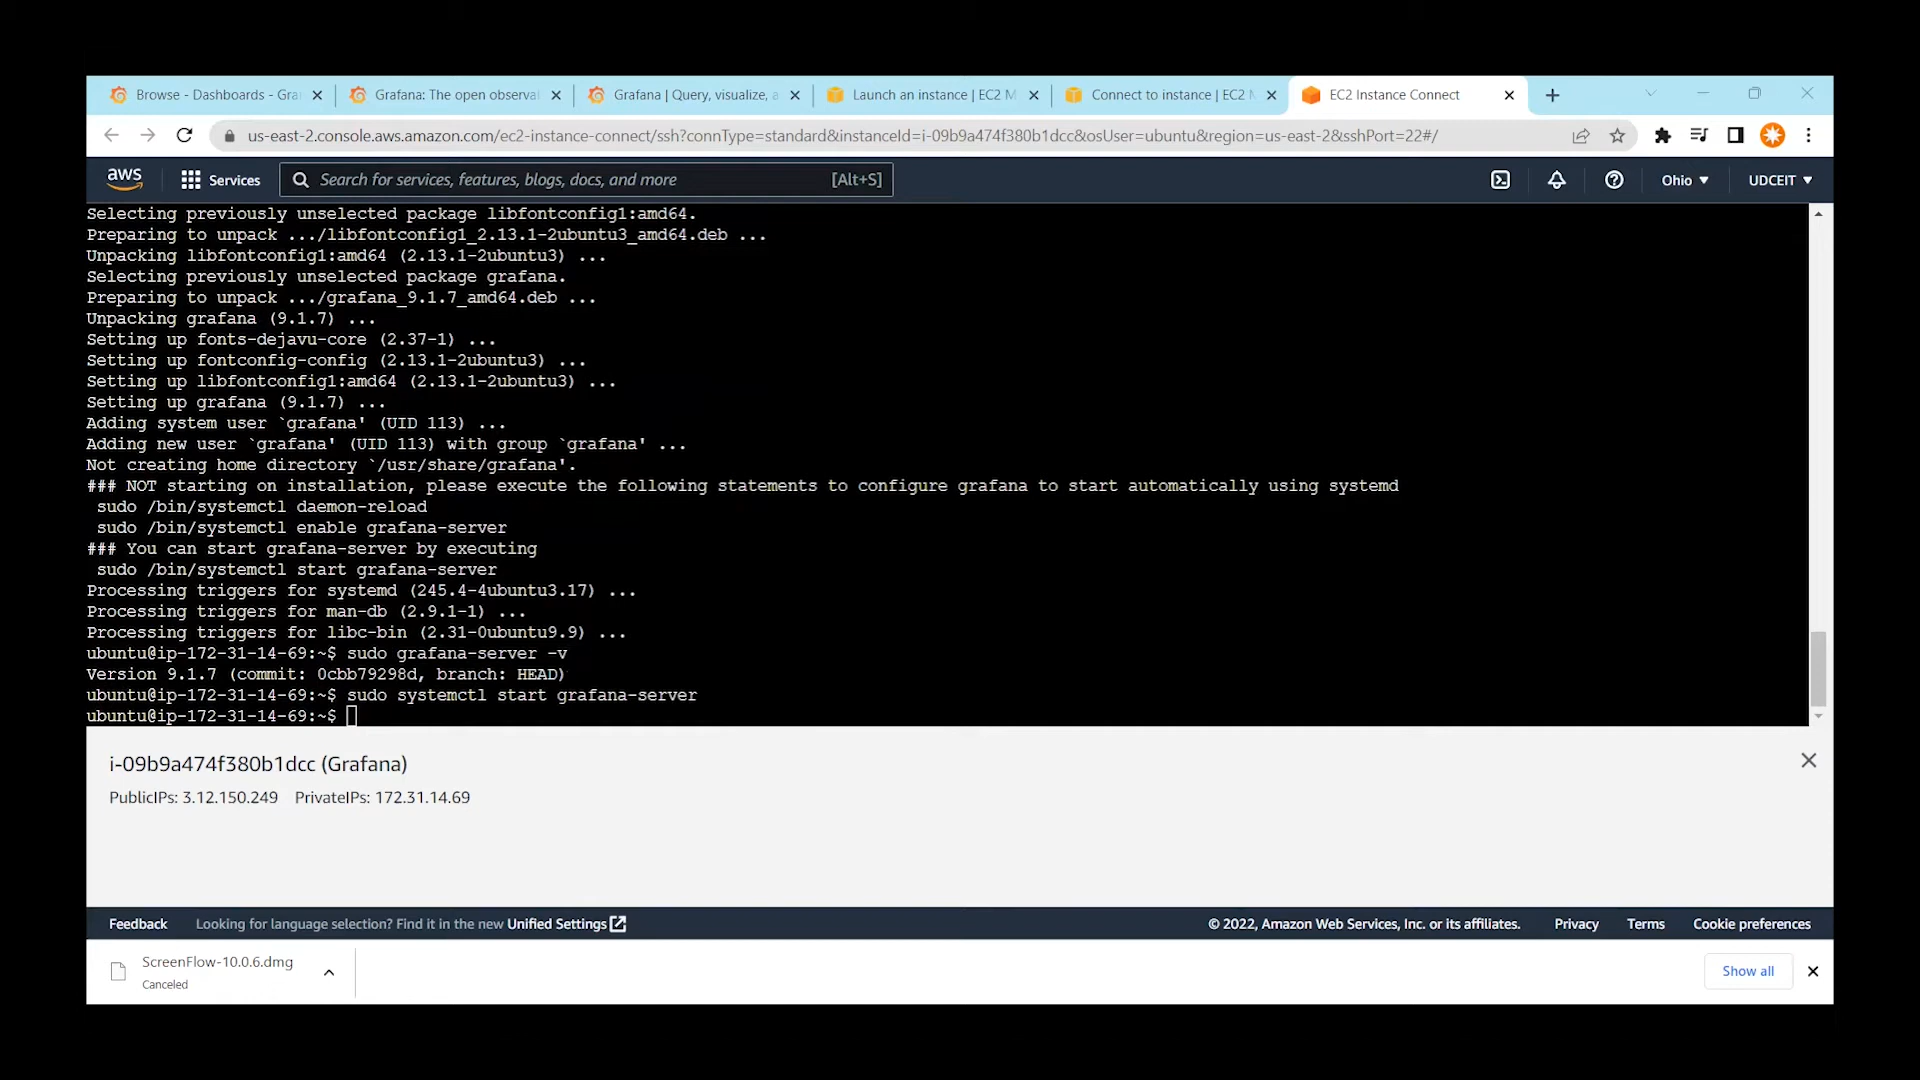 Browse - Dashboards - Gra
Grafana: The open observa
Grafana | Query, visualize, a
Launch an instance | EC2 M
Connect to instance | EC2 M
EC2 Instance Connect
us-east-2.console.aws.amazon.com/ec2-instance-connect/ssh?connType=standard&instanceId=i-09b9a474f380b1dcc&osUser=ubuntu&region=us-east-2&sshPort=22#/
aws
Services
Search for services, features, blogs, docs, and more
[Alt+S]
Ohio
UDCEIT
Selecting previously unselected package libfontconfig1:amd64.
Preparing to unpack .../libfontconfig1_2.13.1-2ubuntu3_amd64.deb ...
Unpacking libfontconfig1:amd64 (2.13.1-2ubuntu3) ...
Selecting previously unselected package grafana.
Preparing to unpack .../grafana_9.1.7_amd64.deb ...
Unpacking grafana (9.1.7) ...
Setting up fonts-dejavu-core (2.37-1) ...
Setting up fontconfig-config (2.13.1-2ubuntu3) ...
Setting up libfontconfig1:amd64 (2.13.1-2ubuntu3) ...
Setting up grafana (9.1.7) ...
Adding system user `grafana' (UID 113) ...
Adding new user `grafana' (UID 113) with group `grafana' ...
Not creating home directory `/usr/share/grafana'.
### NOT starting on installation, please execute the following statements to configure grafana to start automatically using systemd
sudo /bin/systemctl daemon-reload
sudo /bin/systemctl enable grafana-server
### You can start grafana-server by executing
sudo /bin/systemctl start grafana-server
Processing triggers for systemd (245.4-4ubuntu3.17) ...
Processing triggers for man-db (2.9.1-1) ...
Processing triggers for libc-bin (2.31-0ubuntu9.9) ...
ubuntu@ip-172-31-14-69:~$ sudo grafana-server -v
Version 9.1.7 (commit: 0cbb79298d, branch: HEAD)
ubuntu@ip-172-31-14-69:~$ sudo systemctl start grafana-server
ubuntu@ip-172-31-14-69:~$
i-09b9a474f380b1dcc (Grafana)
PublicIPs: 3.12.150.249 PrivateIPs: 172.31.14.69
Feedback
Looking for language selection? Find it in the new Unified Settings
© 2022, Amazon Web Services, Inc. or its affiliates.
Privacy
Terms
Cookie preferences
ScreenFlow-10.0.6.dmg
Canceled
Show all